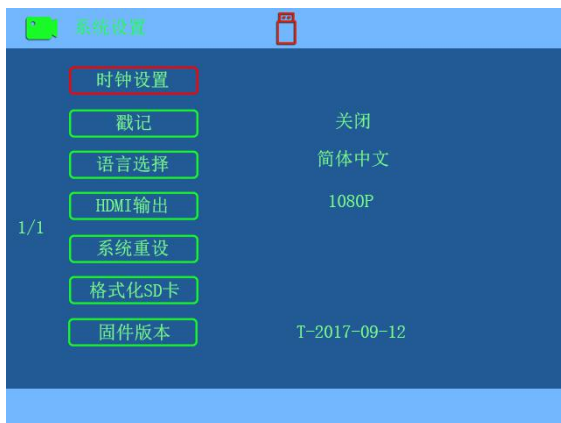 系统设置
时钟设置
戳记 关闭
语言选择 简体中文
HDMI输出 1080P
1/1
系统重设
格式化SD卡
固件版本 T-2017-09-12